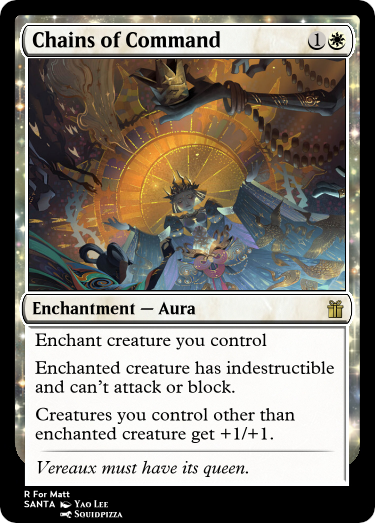 Chains of Command 1
Enchantment — Aura
Enchant creature you control
Enchanted creature has indestructible
and can't attack or block.
Creatures you control other than
enchanted creature get +1/+1.
Vereaux must have its queen.
R For Matt
SANTA Yao Lee
Squidpizza